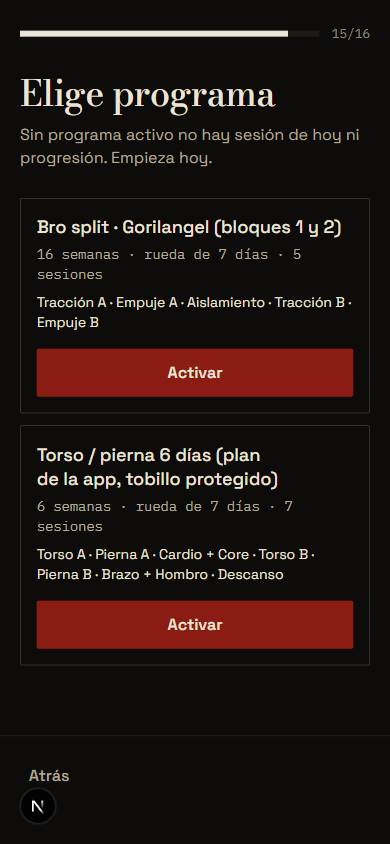 15/16
Elige programa
Sin programa activo no hay sesión de hoy ni
progresión. Empieza hoy.
Bro split · Gorilangel (bloques 1 y 2)
16 semanas · rueda de 7 días · 5
sesiones
Tracción A · Empuje A · Aislamiento · Tracción B ·
Empuje B
Activar
Torso / pierna 6 días (plan
de la app, tobillo protegido)
6 semanas · rueda de 7 días · 7
sesiones
Torso A · Pierna A · Cardio + Core · Torso B ·
Pierna B · Brazo + Hombro · Descanso
Activar
Atrás
N